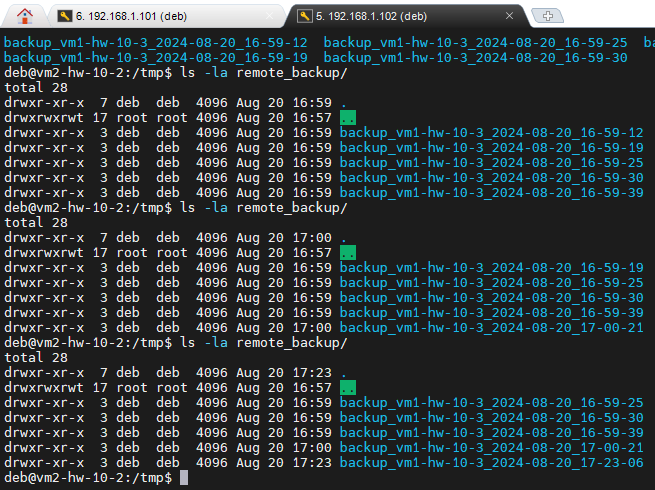 6. 192.168.1.101 (deb)
5. 192.168.1.102 (deb)
backup_vm1-hw-10-3_2024-08-20_16-59-12  backup_vm1-hw-10-3_2024-08-20_16-59-25  ba
backup_vm1-hw-10-3_2024-08-20_16-59-19  backup_vm1-hw-10-3_2024-08-20_16-59-30
deb@vm2-hw-10-2:/tmp$ ls -la remote_backup/
total 28
drwxr-xr-x  7 deb  deb  4096 Aug 20 16:59 .
drwxrwxrwt 17 root root 4096 Aug 20 16:57 ..
drwxr-xr-x  3 deb  deb  4096 Aug 20 16:59 backup_vm1-hw-10-3_2024-08-20_16-59-12
drwxr-xr-x  3 deb  deb  4096 Aug 20 16:59 backup_vm1-hw-10-3_2024-08-20_16-59-19
drwxr-xr-x  3 deb  deb  4096 Aug 20 16:59 backup_vm1-hw-10-3_2024-08-20_16-59-25
drwxr-xr-x  3 deb  deb  4096 Aug 20 16:59 backup_vm1-hw-10-3_2024-08-20_16-59-30
drwxr-xr-x  3 deb  deb  4096 Aug 20 16:59 backup_vm1-hw-10-3_2024-08-20_16-59-39
deb@vm2-hw-10-2:/tmp$ ls -la remote_backup/
total 28
drwxr-xr-x  7 deb  deb  4096 Aug 20 17:00 .
drwxrwxrwt 17 root root 4096 Aug 20 16:57 ..
drwxr-xr-x  3 deb  deb  4096 Aug 20 16:59 backup_vm1-hw-10-3_2024-08-20_16-59-19
drwxr-xr-x  3 deb  deb  4096 Aug 20 16:59 backup_vm1-hw-10-3_2024-08-20_16-59-25
drwxr-xr-x  3 deb  deb  4096 Aug 20 16:59 backup_vm1-hw-10-3_2024-08-20_16-59-30
drwxr-xr-x  3 deb  deb  4096 Aug 20 16:59 backup_vm1-hw-10-3_2024-08-20_16-59-39
drwxr-xr-x  3 deb  deb  4096 Aug 20 17:00 backup_vm1-hw-10-3_2024-08-20_17-00-21
deb@vm2-hw-10-2:/tmp$ ls -la remote_backup/
total 28
drwxr-xr-x  7 deb  deb  4096 Aug 20 17:23 .
drwxrwxrwt 17 root root 4096 Aug 20 16:57 ..
drwxr-xr-x  3 deb  deb  4096 Aug 20 16:59 backup_vm1-hw-10-3_2024-08-20_16-59-25
drwxr-xr-x  3 deb  deb  4096 Aug 20 16:59 backup_vm1-hw-10-3_2024-08-20_16-59-30
drwxr-xr-x  3 deb  deb  4096 Aug 20 16:59 backup_vm1-hw-10-3_2024-08-20_16-59-39
drwxr-xr-x  3 deb  deb  4096 Aug 20 17:00 backup_vm1-hw-10-3_2024-08-20_17-00-21
drwxr-xr-x  3 deb  deb  4096 Aug 20 17:23 backup_vm1-hw-10-3_2024-08-20_17-23-06
deb@vm2-hw-10-2:/tmp$